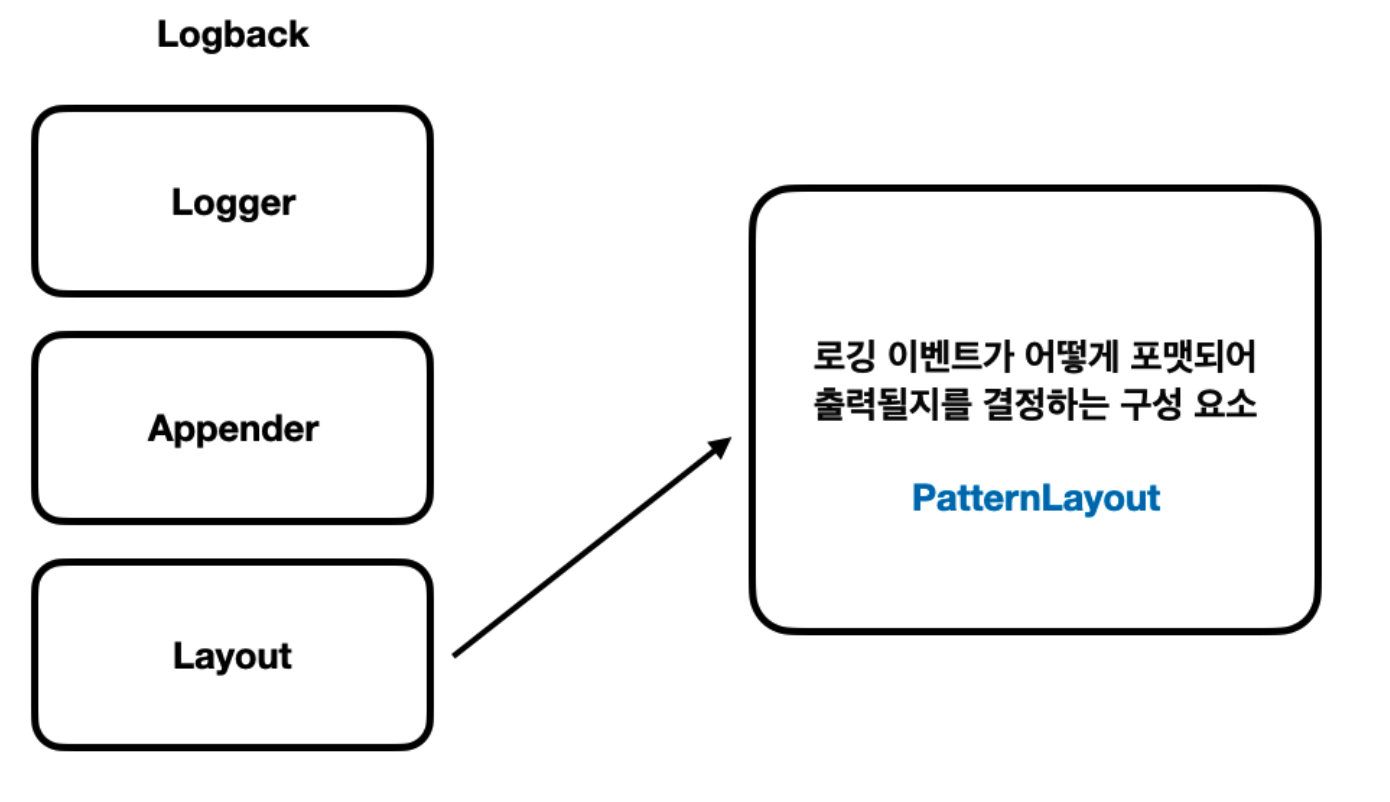 Logback
Logger
Appender
Layout
로깅 이벤트가 어떻게 포맷되어
출력될지를 결정하는 구성 요소
PatternLayout